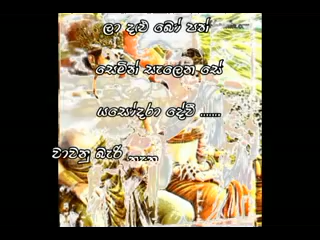 ලා දළු බෝ පත්
සෙමින් සැලෙන සේ
යසෝදරා දේවී ......
වාවනු බැරි